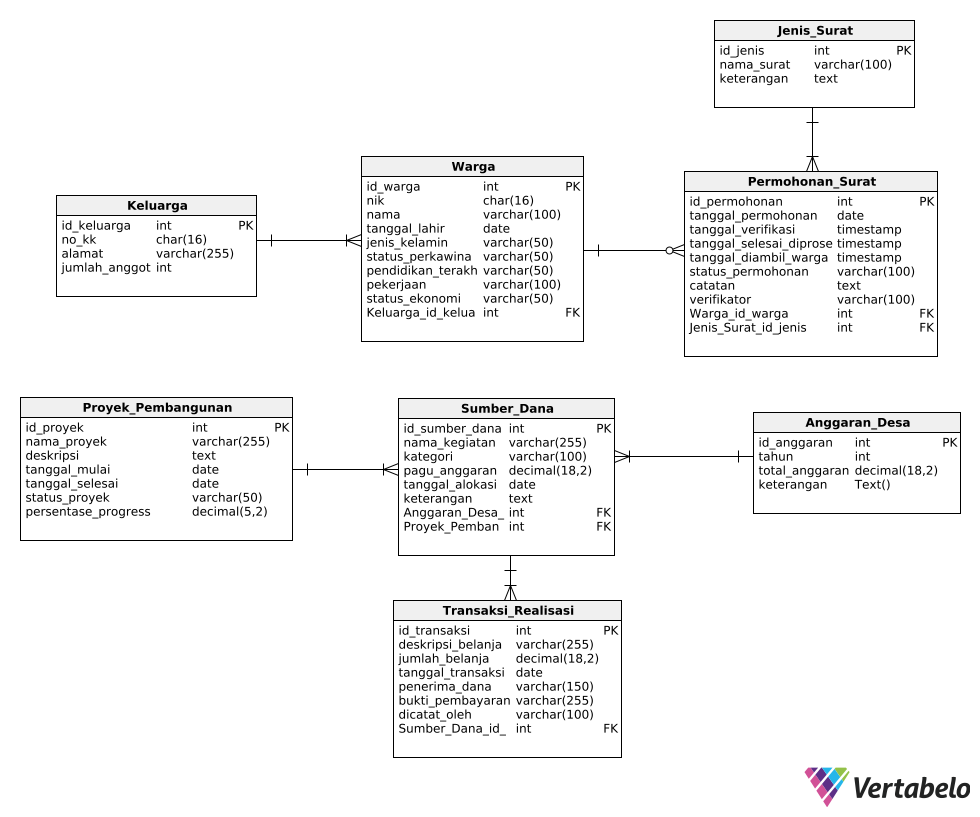 Jenis_Surat
id_jenis int PK
nama_surat varchar(100)
keterangan text
Warga
id_warga int PK
nik char(16)
nama varchar(100)
tanggal_lahir date
jenis_kelamin varchar(50)
status_perkawina varchar(50)
pendidikan_terakh varchar(50)
pekerjaan varchar(100)
status_ekonomi varchar(50)
Keluarga_id_kelua int FK
Permohonan_Surat
id_permohonan int PK
tanggal_permohonan date
tanggal_verifikasi timestamp
tanggal_selesai_diprose timestamp
tanggal_diambil_warga timestamp
status_permohonan varchar(100)
catatan text
verifikator varchar(100)
Warga_id_warga int FK
Jenis_Surat_id_jenis int FK
Keluarga
id_keluarga int PK
no_kk char(16)
alamat varchar(255)
jumlah_anggot int
Proyek_Pembangunan
id_proyek int PK
nama_proyek varchar(255)
deskripsi text
tanggal_mulai date
tanggal_selesai date
status_proyek varchar(50)
persentase_progress decimal(5,2)
Sumber_Dana
id_sumber_dana int PK
nama_kegiatan varchar(255)
kategori varchar(100)
pagu_anggaran decimal(18,2)
tanggal_alokasi date
keterangan text
Anggaran_Desa_ int FK
Proyek_Pemban int FK
Anggaran_Desa
id_anggaran int PK
tahun int
total_anggaran decimal(18,2)
keterangan Text()
Transaksi_Realisasi
id_transaksi int PK
deskripsi_belanja varchar(255)
jumlah_belanja decimal(18,2)
tanggal_transaksi date
penerima_dana varchar(150)
bukti_pembayaran varchar(255)
dicatat_oleh varchar(100)
Sumber_Dana_id_ int FK
Vertabelo